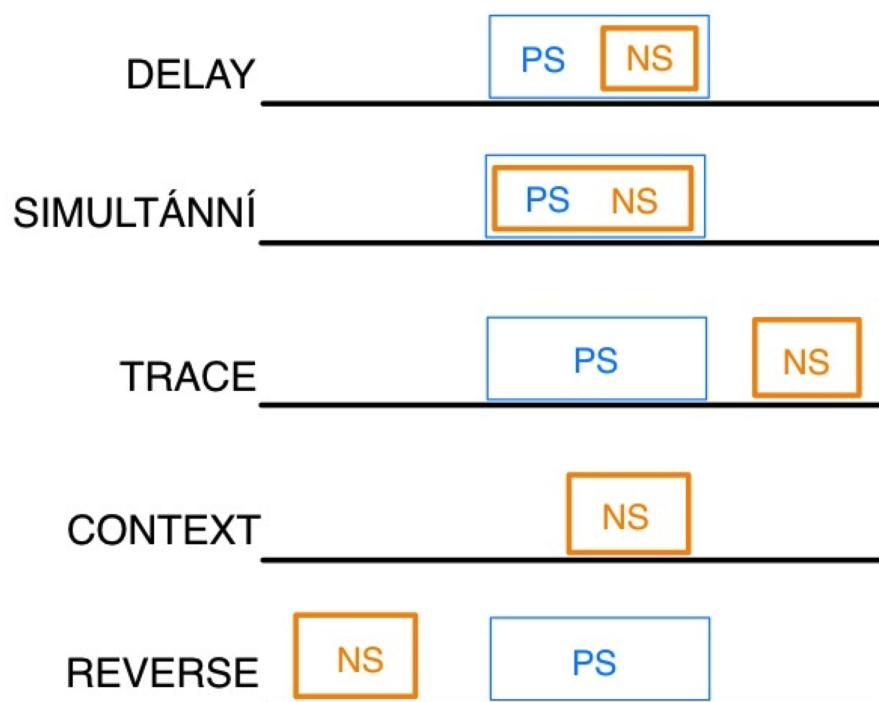 DELAY PS NS
SIMULTÁNNÍ PS NS
TRACE PS NS
CONTEXT NS
REVERSE NS PS